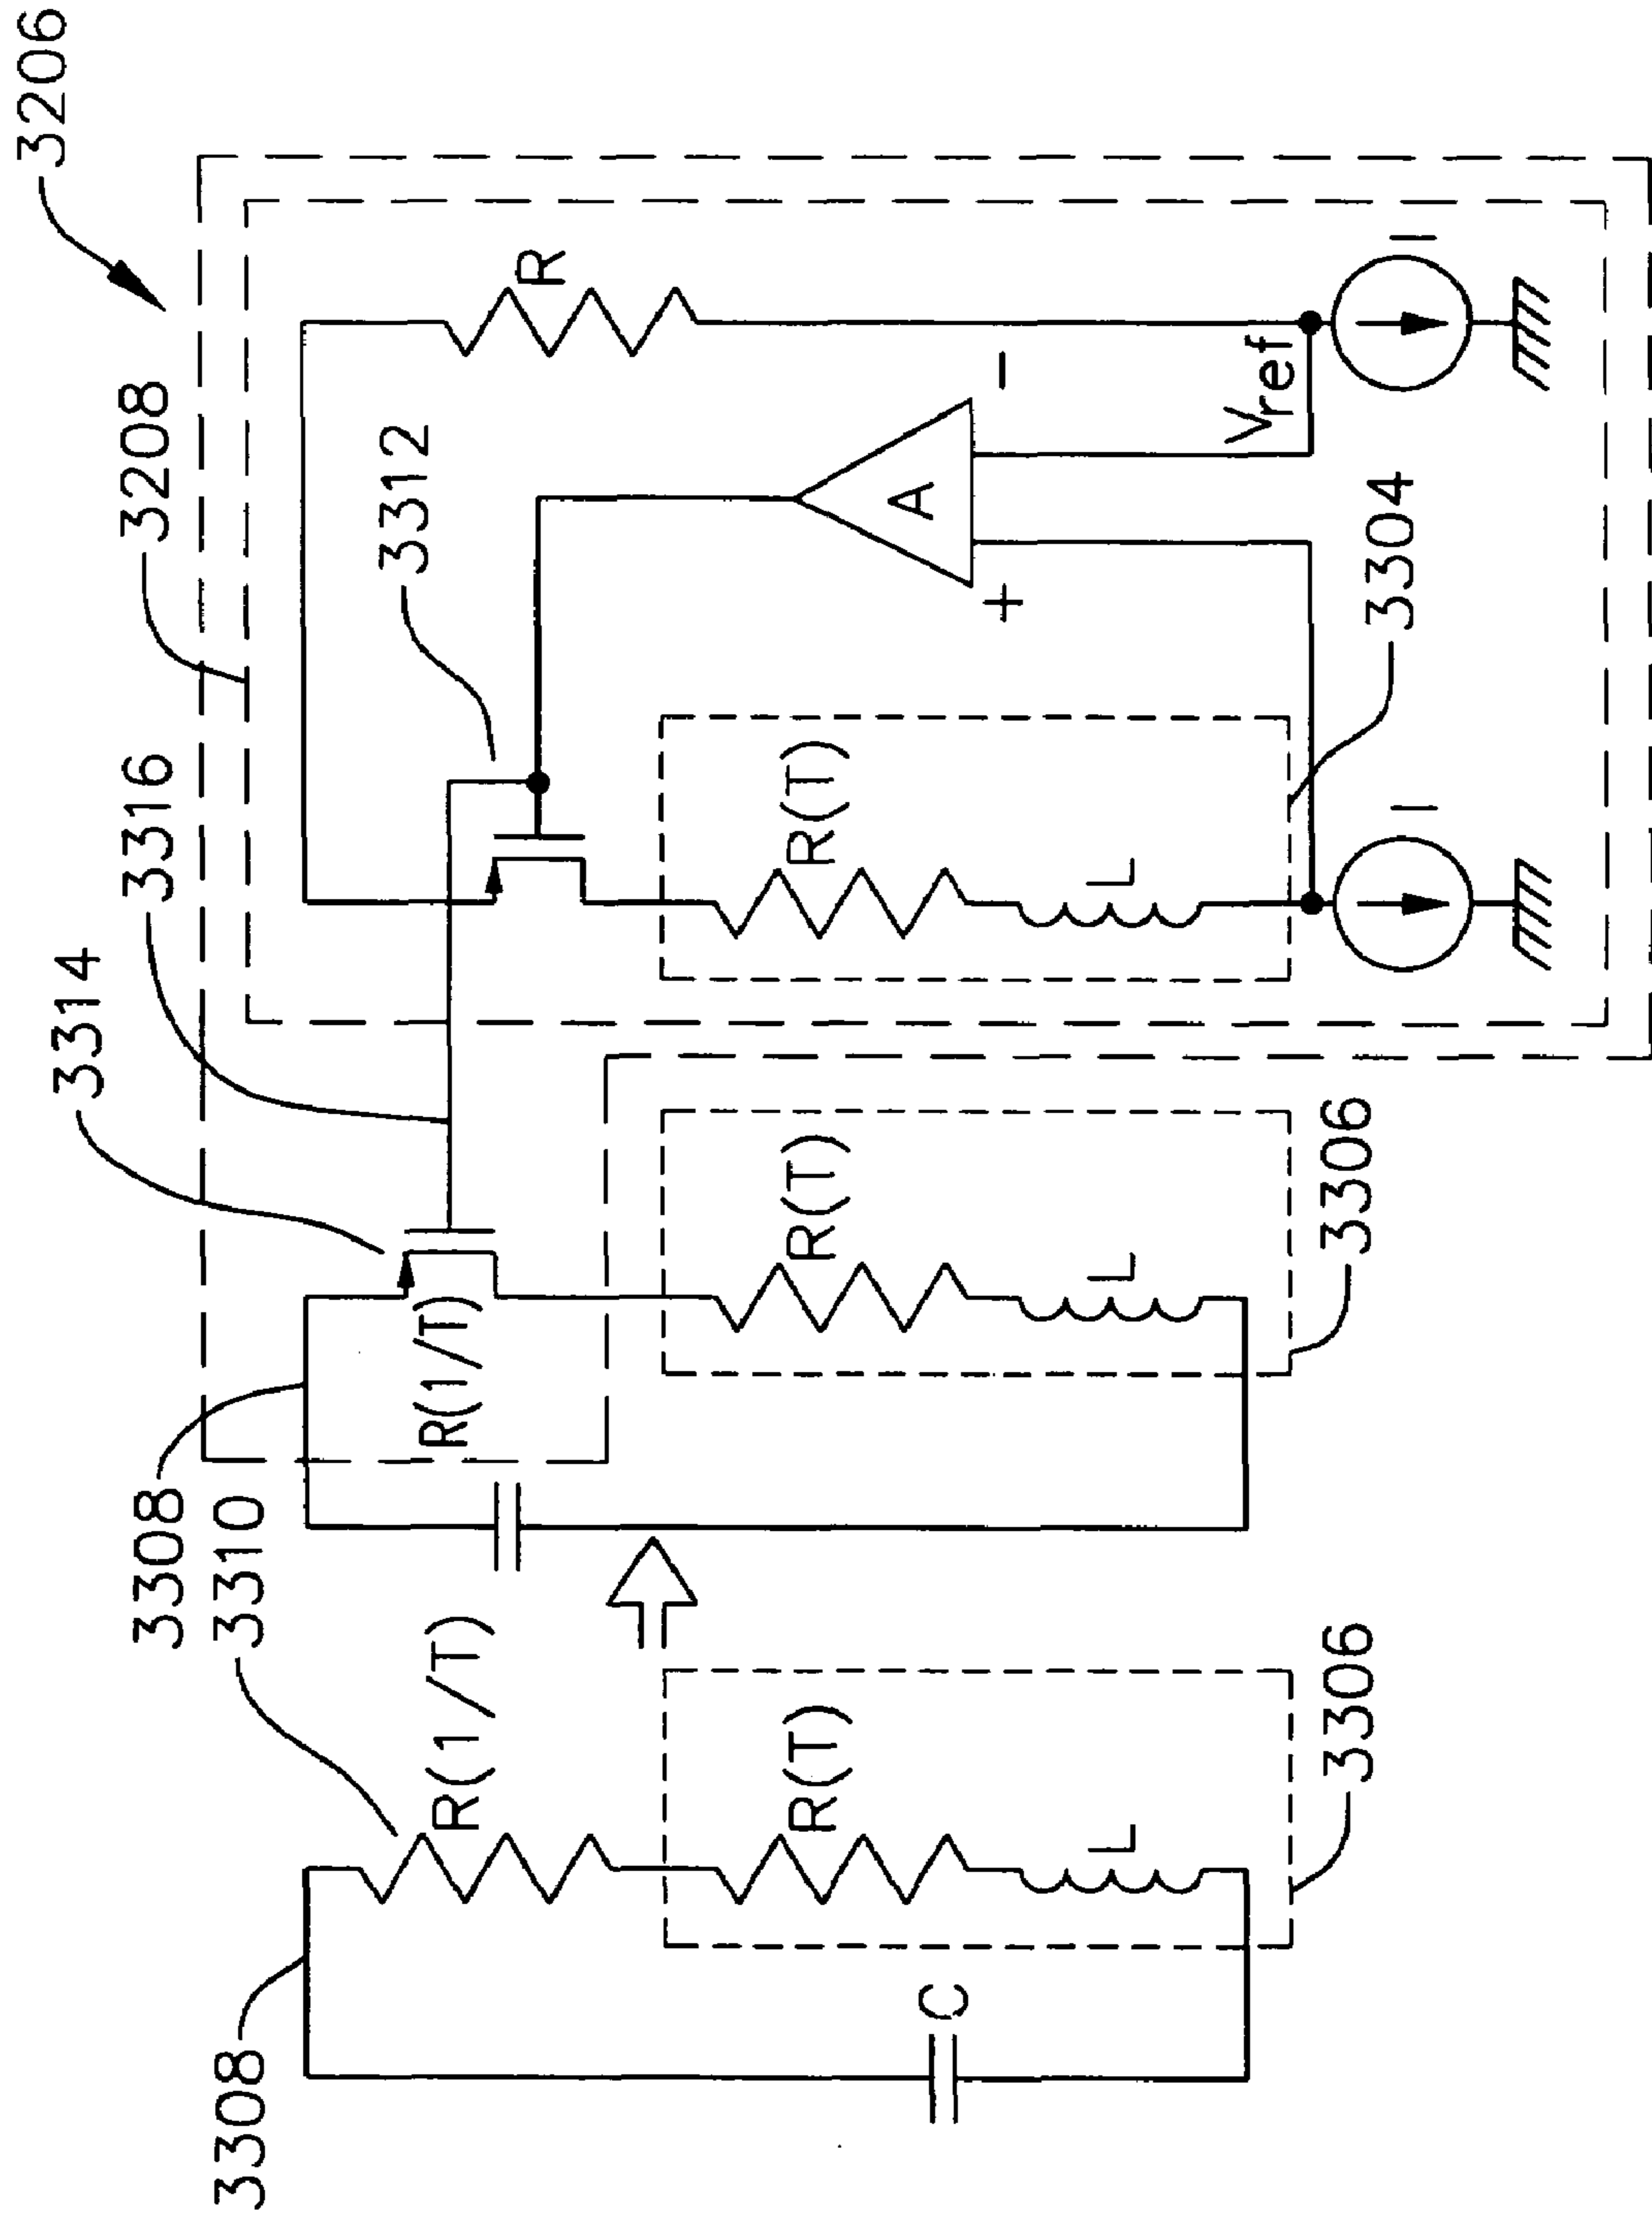 3206
3314
3308
3316
3208
3308
3310
3312
R(1/T)
R(1/T)
R
R(T)
R(T)
R(T)
A
C
+
−
L
L
L
Vref
3306
3306
3304
I
I